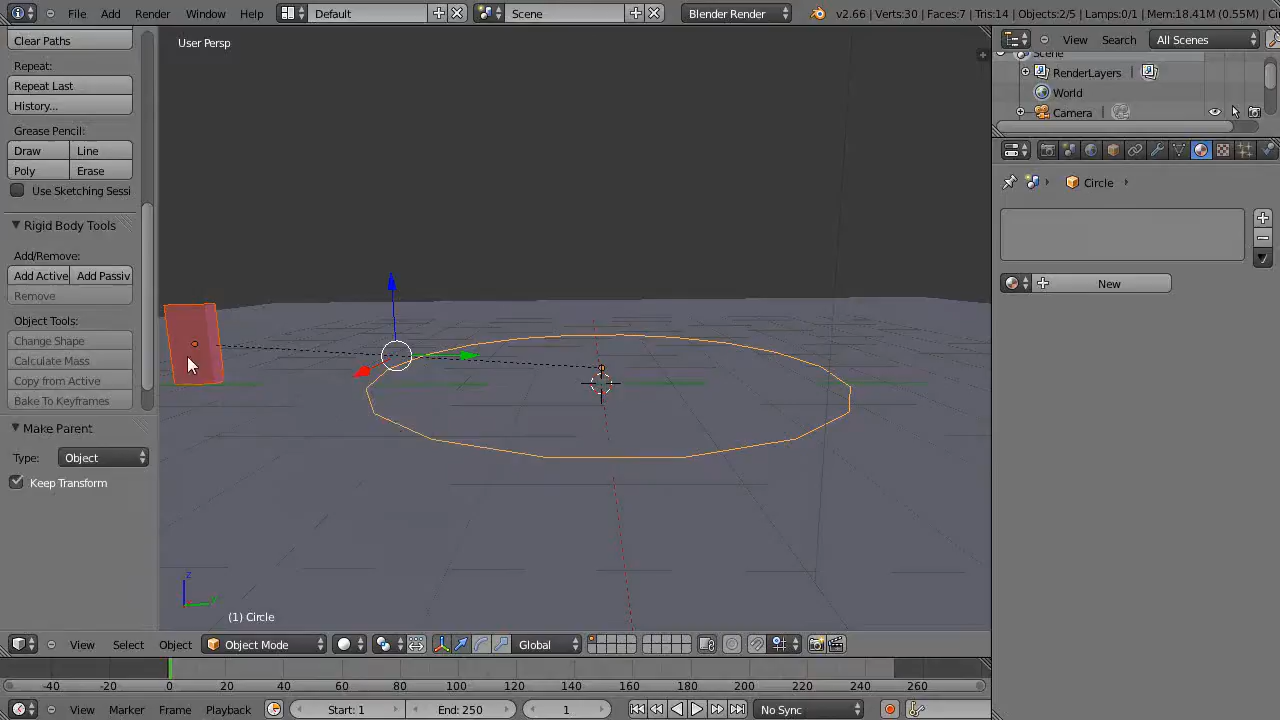 File Add Render Window Help Default Scene Blender Render v2.66 | Verts:30 | Faces:7 | Tris:14 | Objects:2/5 | Lamps:0/1 | Mem:18.41M (0.55M) |
Clear Paths
User Persp
View Search All Scenes
Scene
Repeat:
RenderLayers
Repeat Last
World
History...
Camera
Grease Pencil:
Draw Line
Poly Erase
Circle
Use Sketching Sessi
Rigid Body Tools
Add/Remove:
Add Active Add Passiv
New
Remove
Object Tools:
Change Shape
Calculate Mass
Copy from Active
Bake To Keyframes
Make Parent
Type: Object
Keep Transform
z
y
(1) Circle
View Select Object Object Mode Global
-40 -20 0 20 40 60 80 100 120 140 160 180 200 220 240 260
View Marker Frame Playback Start: 1 End: 250 1 No Sync